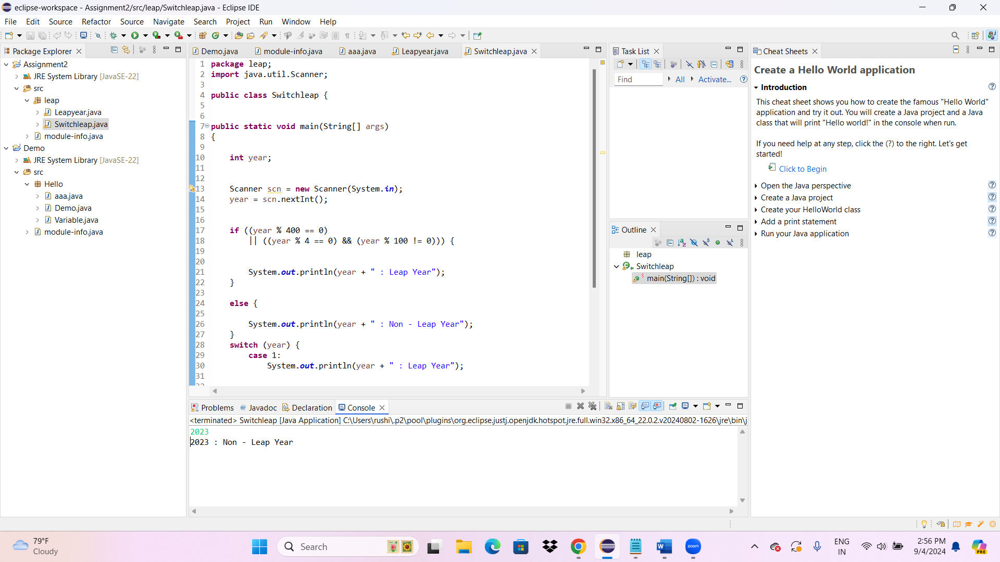 eclipse-workspace - Assignment2/src/leap/Switchleap.java - Eclipse IDE
File Edit Source Refactor Source Navigate Search Project Run Window Help
Package Explorer
Assignment2
JRE System Library [JavaSE-22]
src
leap
Leapyear.java
Switchleap.java
module-info.java
Demo
JRE System Library [JavaSE-22]
src
Hello
aaa.java
Demo.java
Variable.java
module-info.java
Demo.java module-info.java aaa.java Leapyear.java Switchleap.java
1 package leap;
2 import java.util.Scanner;
3
4 public class Switchleap {
5
6
7 public static void main(String[] args)
8 {
9
10 int year;
11
12
13 Scanner scn = new Scanner(System.in);
14 year = scn.nextInt();
15
16
17 if ((year % 400 == 0)
18 || ((year % 4 == 0) && (year % 100 != 0))) {
19
20
21 System.out.println(year + " : Leap Year");
22 }
23
24 else {
25
26 System.out.println(year + " : Non - Leap Year");
27 }
28 switch (year) {
29 case 1:
30 System.out.println(year + " : Leap Year");
31
Task List
Find All Activate...
Outline
leap
Switchleap
main(String[]) : void
Cheat Sheets
Create a Hello World application
Introduction
This cheat sheet shows you how to create the famous "Hello World"
application and try it out. You will create a Java project and a Java
class that will print "Hello world!" in the console when run.
If you need help at any step, click the (?) to the right. Let's get
started!
Click to Begin
Open the Java perspective
Create a Java project
Create your HelloWorld class
Add a print statement
Run your Java application
Problems Javadoc Declaration Console
<terminated> Switchleap [Java Application] C:\Users\rushi\.p2\pool\plugins\org.eclipse.justj.openjdk.hotspot.jre.full.win32.x86_64_22.0.2.v20240802-1626\jre\bin\j
2023
2023 : Non - Leap Year
79°F
Cloudy
Search
zoom
ENG
IN
2:56 PM
9/4/2024
PRE